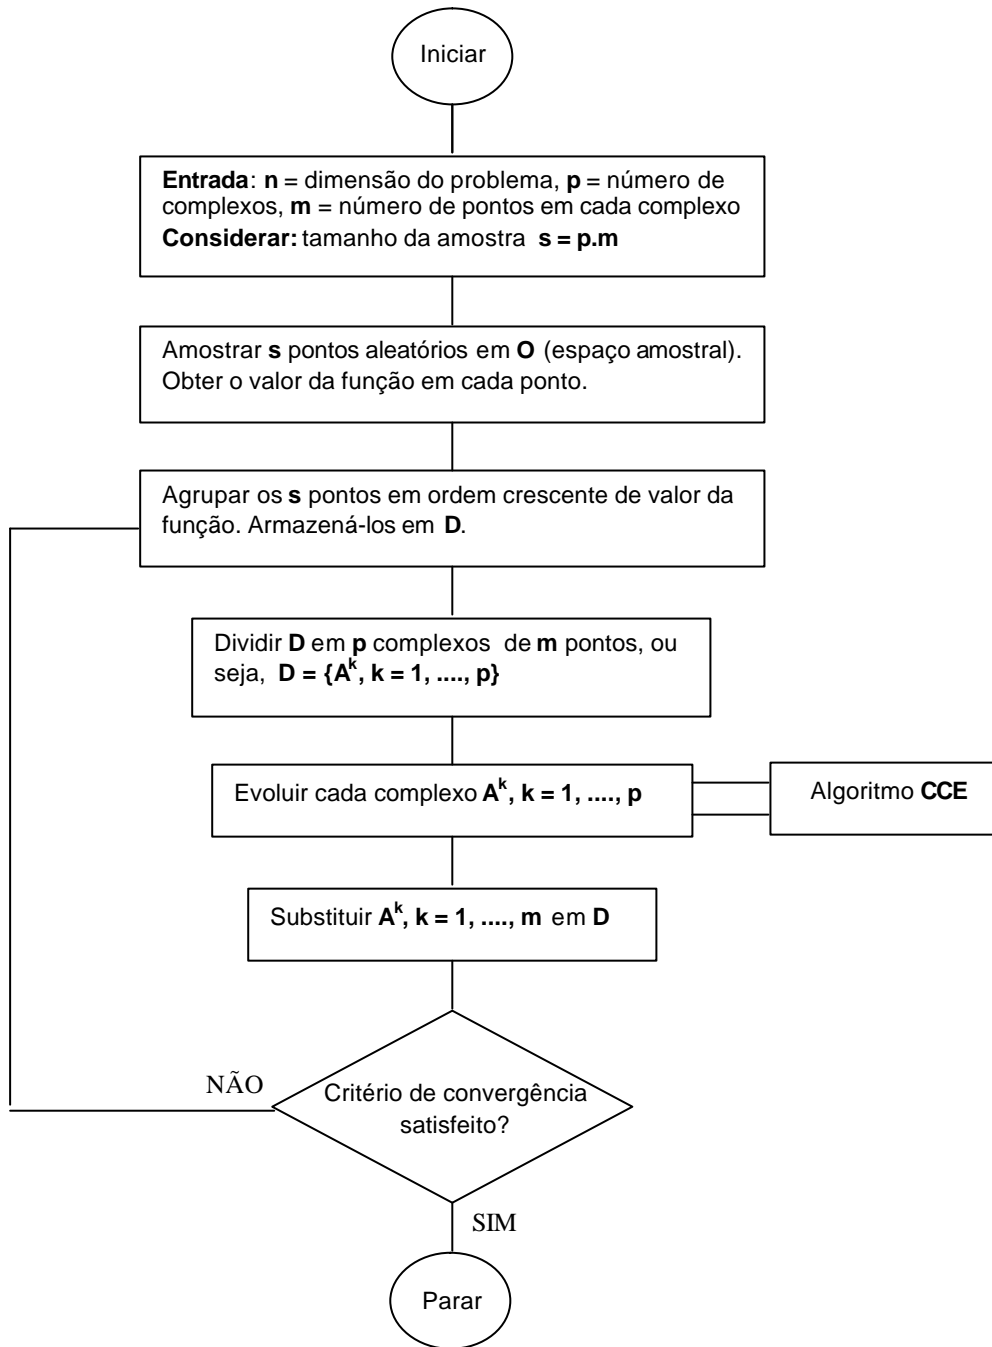 Iniciar
Entrada: n = dimensão do problema, p = número de
complexos, m = número de pontos em cada complexo
Considerar: tamanho da amostra s = p.m
Amostrar s pontos aleatórios em O (espaço amostral).
Obter o valor da função em cada ponto.
Agrupar os s pontos em ordem crescente de valor da
função. Armazená-los em D.
Dividir D em p complexos de m pontos, ou
seja, D = {A^k, k = 1, ...., p}
Evoluir cada complexo A^k, k = 1, ...., p
Algoritmo CCE
Substituir A^k, k = 1, ...., m em D
NÃO
Critério de convergência
satisfeito?
SIM
Parar